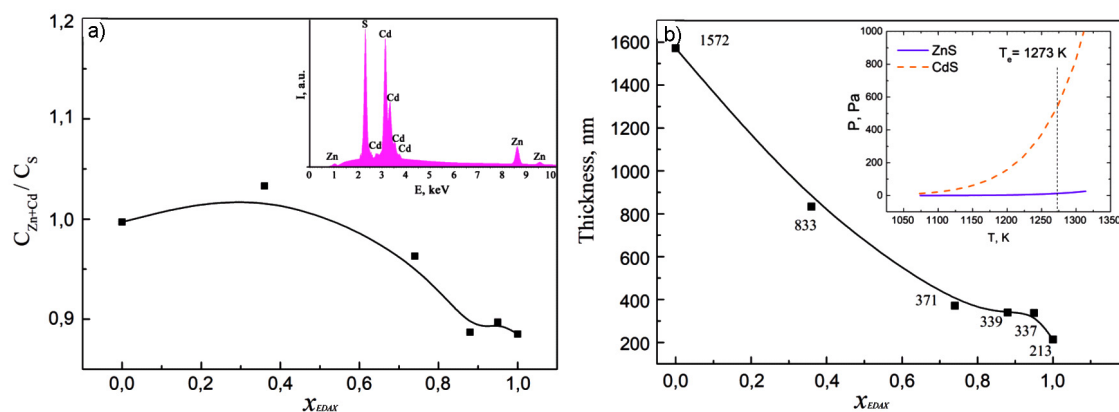 a)
1,2
1,1
1,0
0,9
C_Zn+Cd / C_S
0,0 0,2 0,4 0,6 0,8 1,0
x_EDAX
S
Cd
Cd
Zn
Cd
Cd
Cd
Zn
Zn
I, a.u.
0 1 2 3 4 5 6 7 8 9 10
E, keV
b)
1600
1400
1200
1000
800
600
400
200
Thickness, nm
1572
833
371
339
337
213
0,0 0,2 0,4 0,6 0,8 1,0
x_EDAX
ZnS
CdS
T_e= 1273 K
1000
800
600
400
200
0
P, Pa
1050 1100 1150 1200 1250 1300 1350
T, K